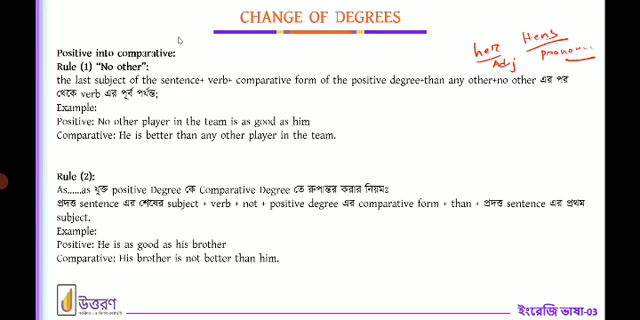 CHANGE OF DEGREES
her
Adj
Hers
pronoun
Positive into comparative:
Rule (1) “No other”:
the last subject of the sentence+ verb+ comparative form of the positive degree+than any other+no other এর পর
থেকে verb এর পূর্ব পর্যন্ত;
Example:
Positive: No other player in the team is as good as him
Comparative: He is better than any other player in the team.
Rule (2):
As......as যুক্ত positive Degree কে Comparative Degree তে রুপান্তর করার নিয়মঃ
প্রদত্ত sentence এর শেষের subject + verb + not + positive degree এর comparative form + than + প্রদত্ত sentence এর প্রথম
subject.
Example:
Positive: He is as good as his brother
Comparative: His brother is not better than him.
উত্তরণ
ইংরেজি ভাষা-03